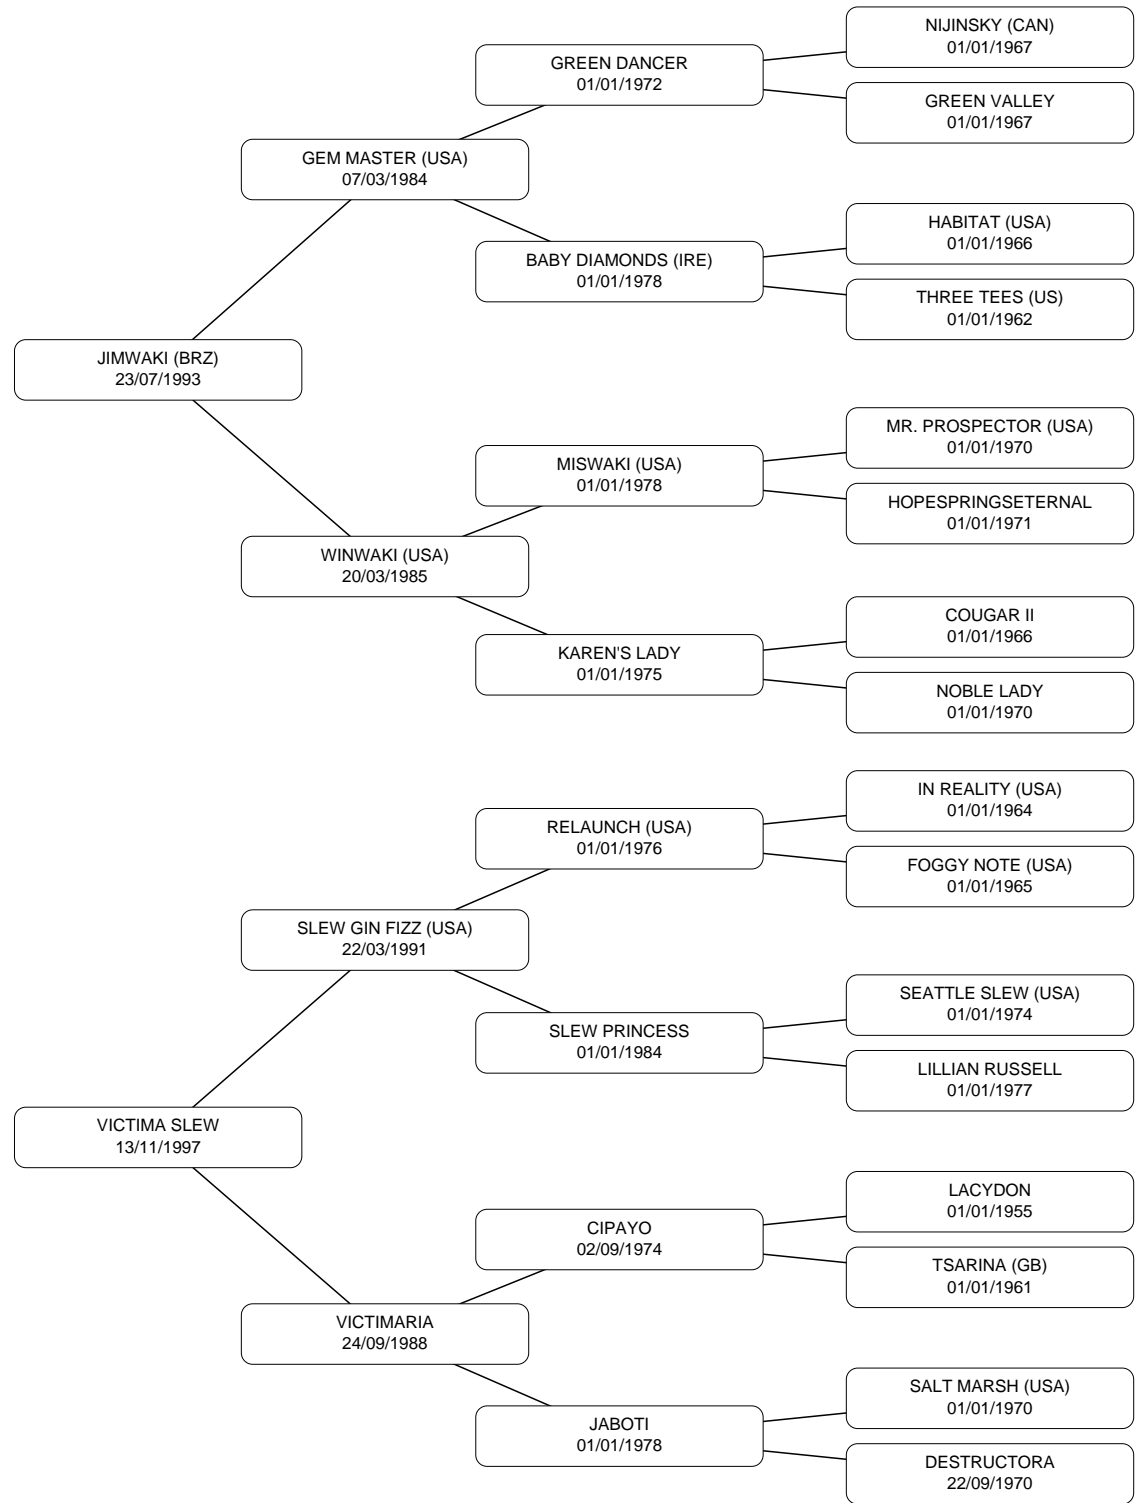 NIJINSKY (CAN)
01/01/1967
GREEN DANCER
01/01/1972
GREEN VALLEY
01/01/1967
GEM MASTER (USA)
07/03/1984
HABITAT (USA)
01/01/1966
BABY DIAMONDS (IRE)
01/01/1978
THREE TEES (US)
01/01/1962
JIMWAKI (BRZ)
23/07/1993
MR. PROSPECTOR (USA)
01/01/1970
MISWAKI (USA)
01/01/1978
HOPESPRINGSETERNAL
01/01/1971
WINWAKI (USA)
20/03/1985
COUGAR II
01/01/1966
KAREN'S LADY
01/01/1975
NOBLE LADY
01/01/1970
IN REALITY (USA)
01/01/1964
RELAUNCH (USA)
01/01/1976
FOGGY NOTE (USA)
01/01/1965
SLEW GIN FIZZ (USA)
22/03/1991
SEATTLE SLEW (USA)
01/01/1974
SLEW PRINCESS
01/01/1984
LILLIAN RUSSELL
01/01/1977
VICTIMA SLEW
13/11/1997
LACYDON
01/01/1955
CIPAYO
02/09/1974
TSARINA (GB)
01/01/1961
VICTIMARIA
24/09/1988
SALT MARSH (USA)
01/01/1970
JABOTI
01/01/1978
DESTRUCTORA
22/09/1970